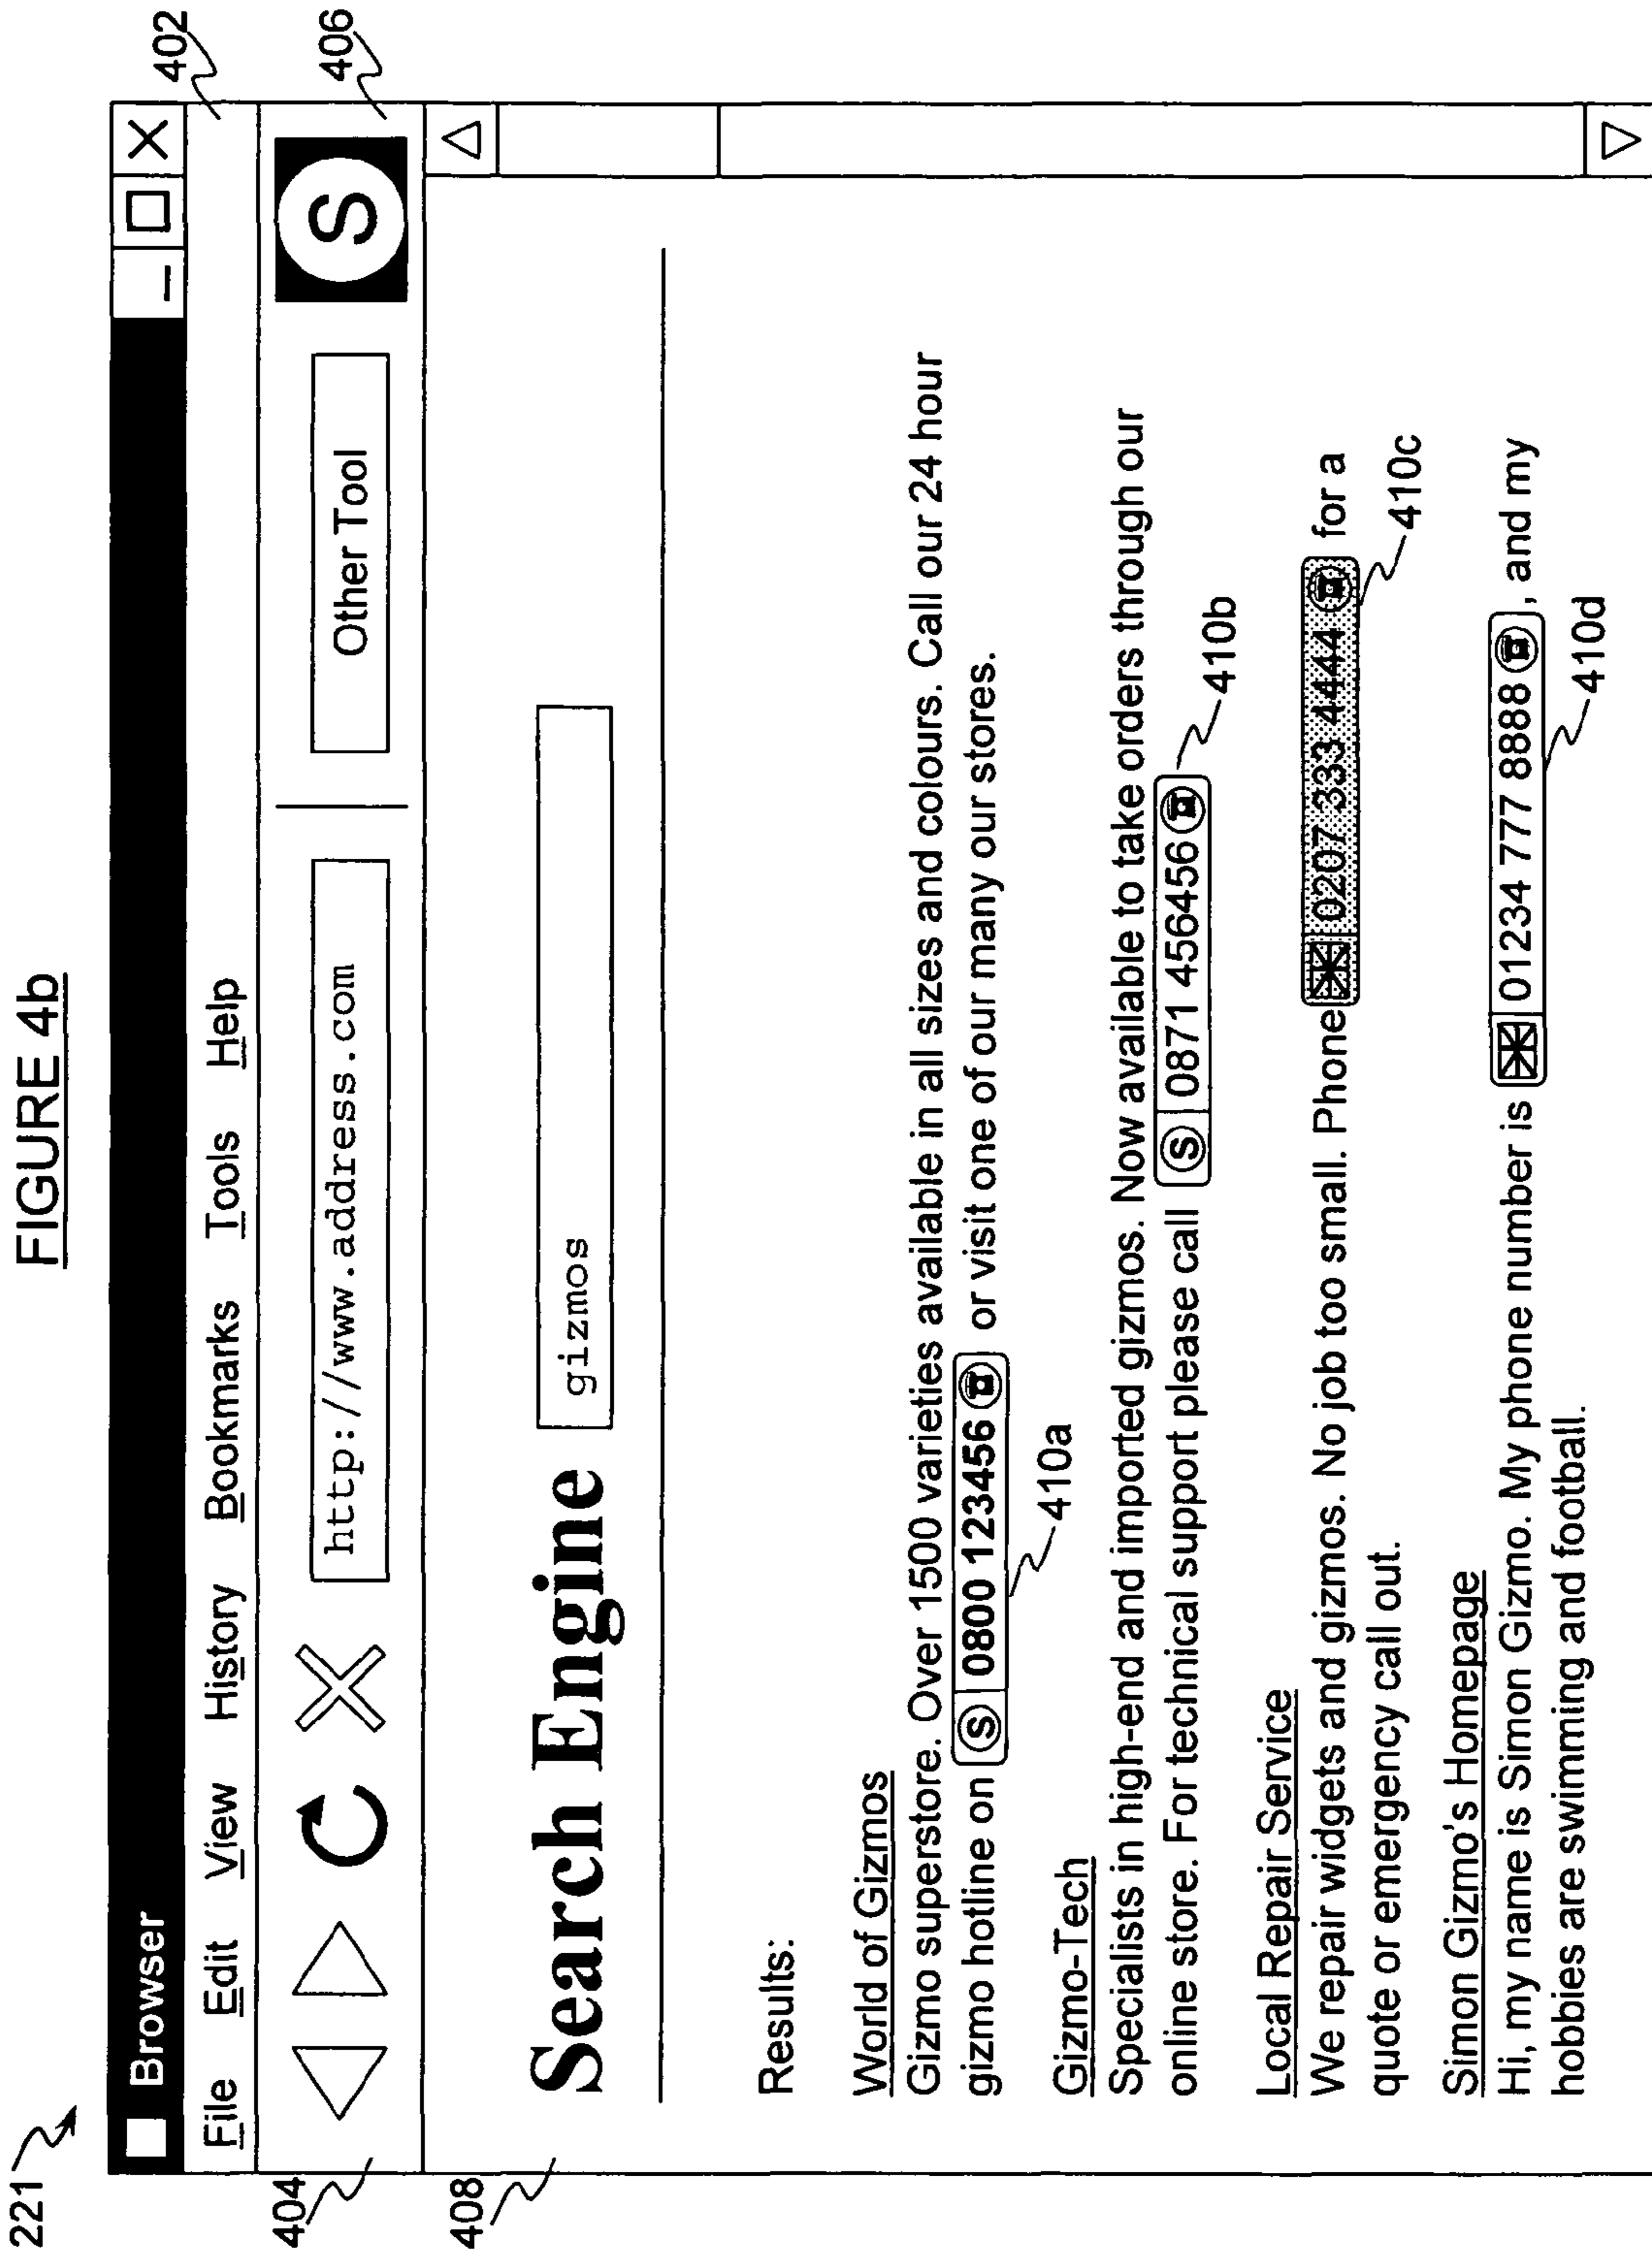 FIGURE 4b
221
Browser
402
File Edit View History Bookmarks Tools Help
404
http://www.address.com
Other Tool
S
406
408
Search Engine
gizmos
Results:
World of Gizmos
Gizmo superstore. Over 1500 varieties available in all sizes and colours. Call our 24 hour
gizmo hotline on S 0800 123456 or visit one of our many our stores.
410a
Gizmo-Tech
Specialists in high-end and imported gizmos. Now available to take orders through our
online store. For technical support please call S 0871 456456
410b
Local Repair Service
We repair widgets and gizmos. No job too small. Phone 0207 333 4444 for a
quote or emergency call out.
410c
Simon Gizmo's Homepage
Hi, my name is Simon Gizmo. My phone number is 01234 777 8888 , and my
hobbies are swimming and football.
410d